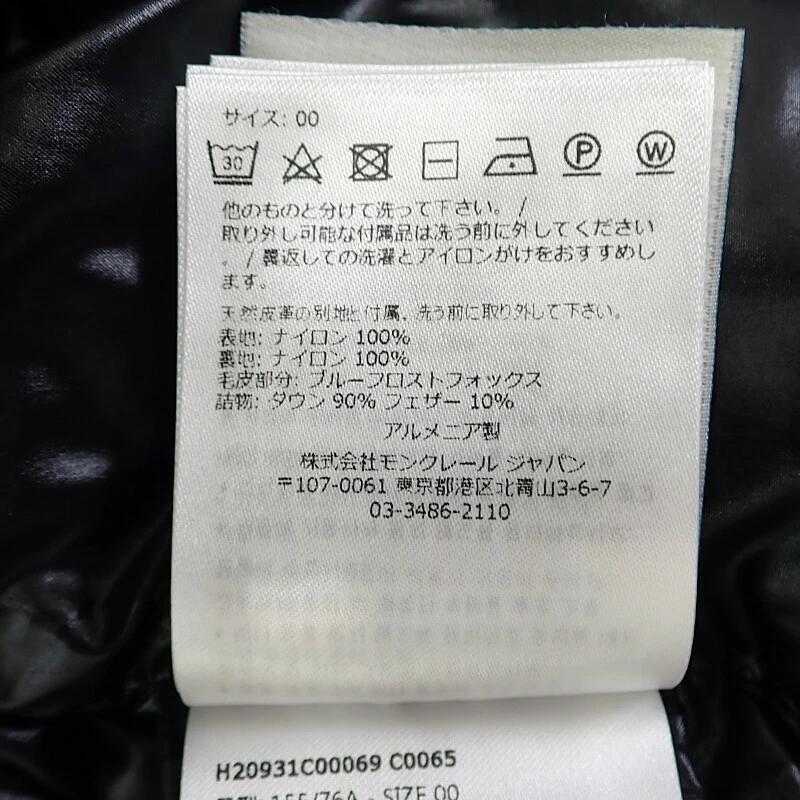 サイズ: 00
30 P W
他のものと分けて洗って下さい。 /
取り外し可能な付属品は洗う前に外してください
。 / 裏返しての洗濯とアイロンがけをおすすめし
ます。
天然皮革の別地と付属、洗う前に取り外して下さい。
表地: ナイロン 100%
裏地: ナイロン 100%
毛皮部分: ブルーフロストフォックス
詰物: ダウン 90% フェザー 10%
アルメニア製
株式会社モンクレール ジャパン
〒107-0061 東京都港区北青山3-6-7
03-3486-2110
H20931C00069 C0065
155/76A - SIZE 00